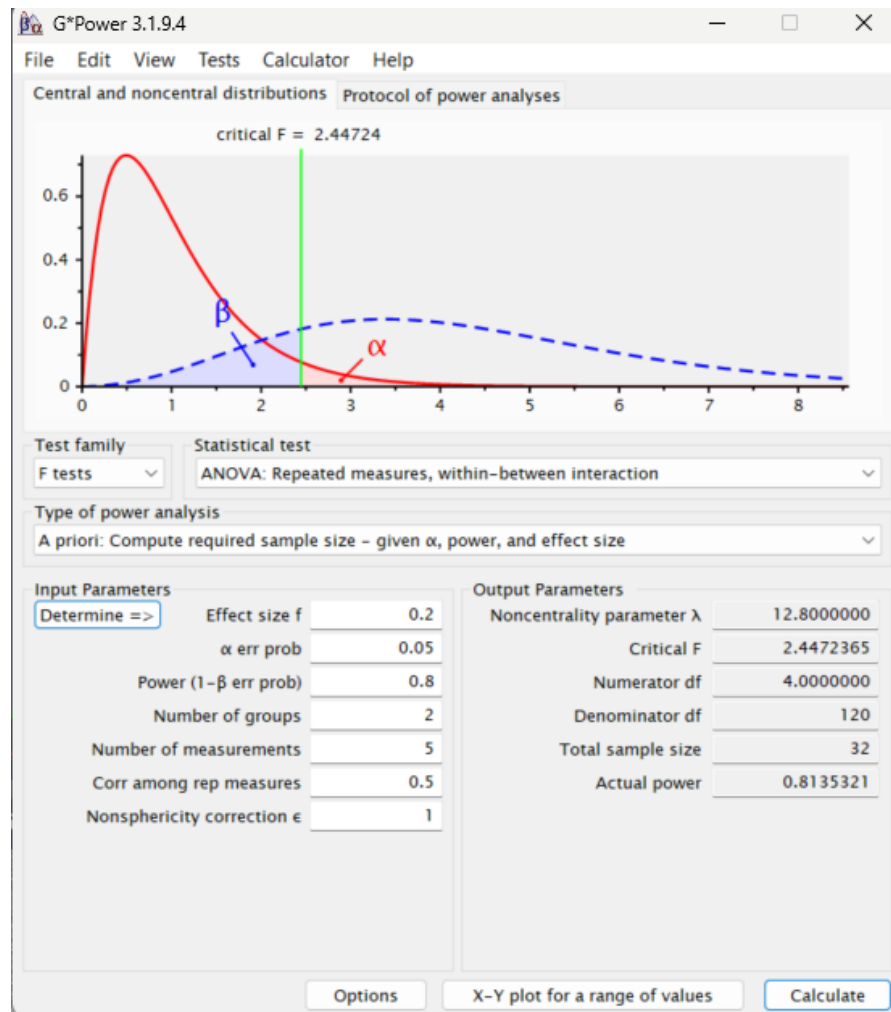 βα G*Power 3.1.9.4
File Edit View Tests Calculator Help
Central and noncentral distributions Protocol of power analyses
critical F = 2.44724
0.6
0.4
0.2
0
β
α
0 1 2 3 4 5 6 7 8
Test family Statistical test
F tests ANOVA: Repeated measures, within-between interaction
Type of power analysis
A priori: Compute required sample size - given α, power, and effect size
Input Parameters Output Parameters
Determine => Effect size f 0.2 Noncentrality parameter λ 12.8000000
α err prob 0.05 Critical F 2.4472365
Power (1-β err prob) 0.8 Numerator df 4.0000000
Number of groups 2 Denominator df 120
Number of measurements 5 Total sample size 32
Corr among rep measures 0.5 Actual power 0.8135321
Nonsphericity correction ϵ 1
Options X-Y plot for a range of values Calculate